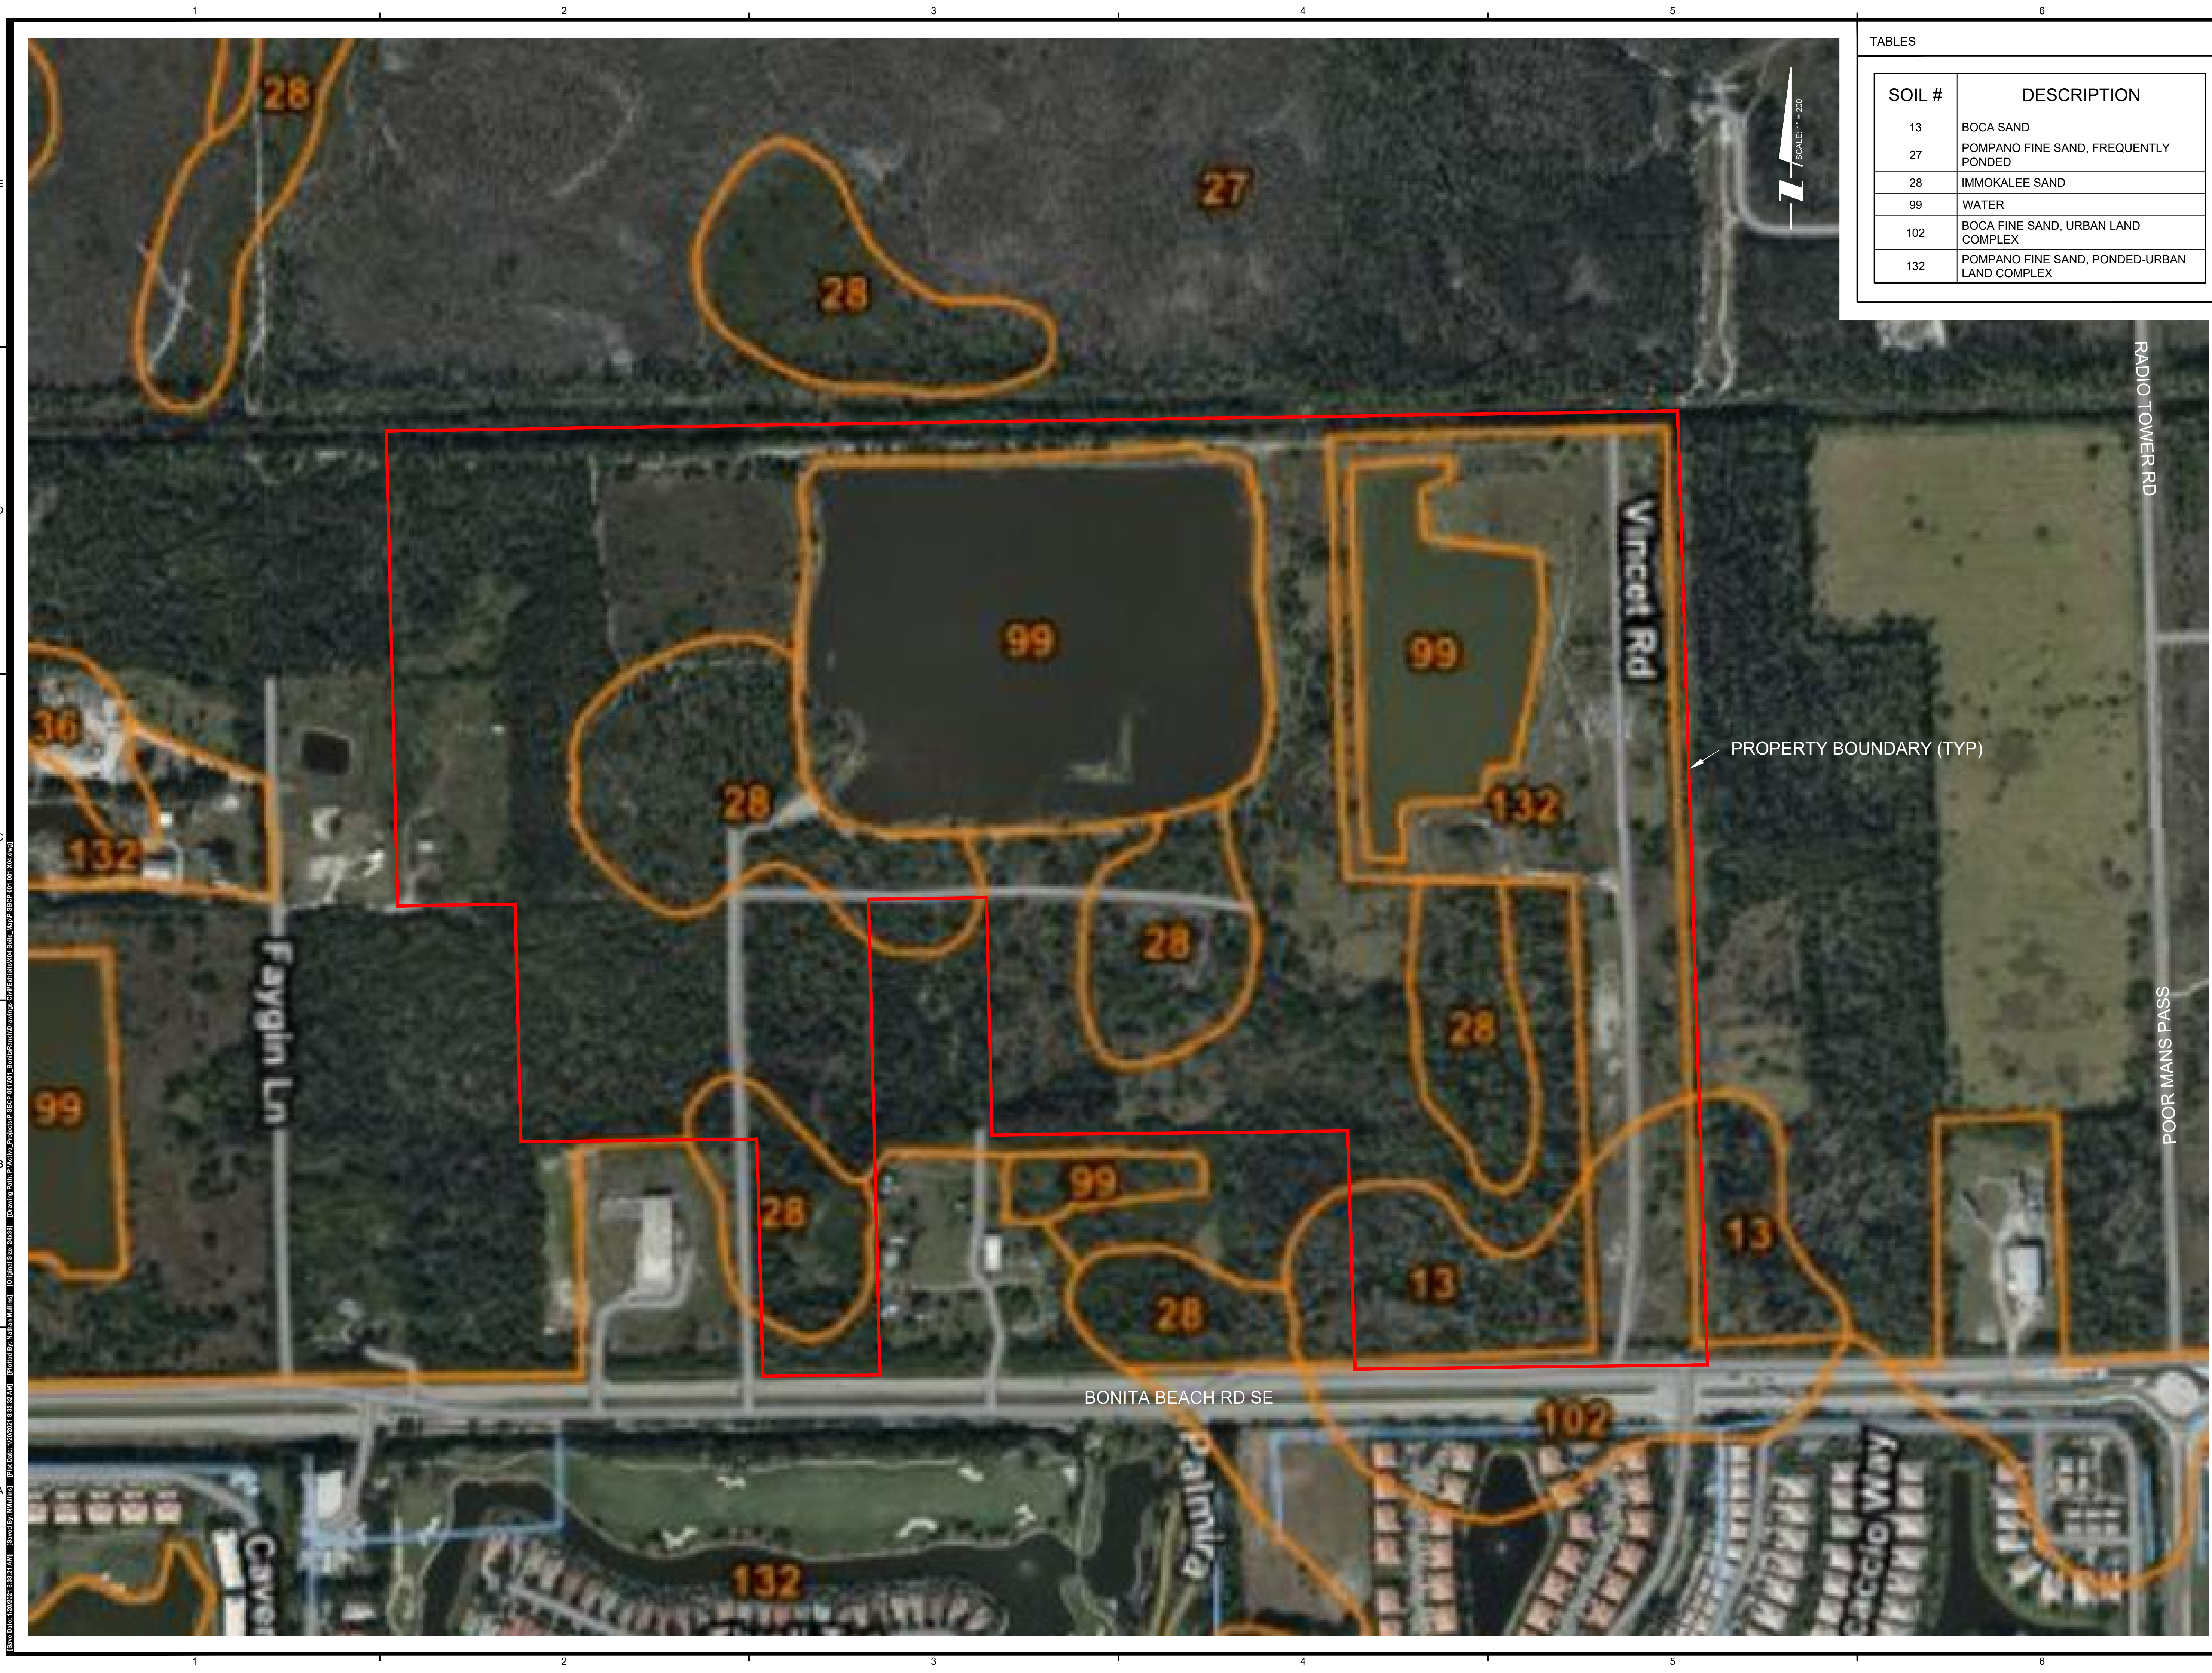 1 2 3 4 5 6
TABLES
SOIL # DESCRIPTION
13 BOCA SAND
27 POMPANO FINE SAND, FREQUENTLY
PONDED
28 IMMOKALEE SAND
99 WATER
102 BOCA FINE SAND, URBAN LAND
COMPLEX
132 POMPANO FINE SAND, PONDED-URBAN
LAND COMPLEX
SCALE: 1" = 200'
N
28
27
28
RADIO TOWER RD
Vincet Rd
99
99
36
PROPERTY BOUNDARY (TYP)
28
132
132
28
Faygin Ln
28
POOR MANS PASS
99
99
28
13
13
28
BONITA BEACH RD SE
102
Palmira
132
1 2 3 4 5 6